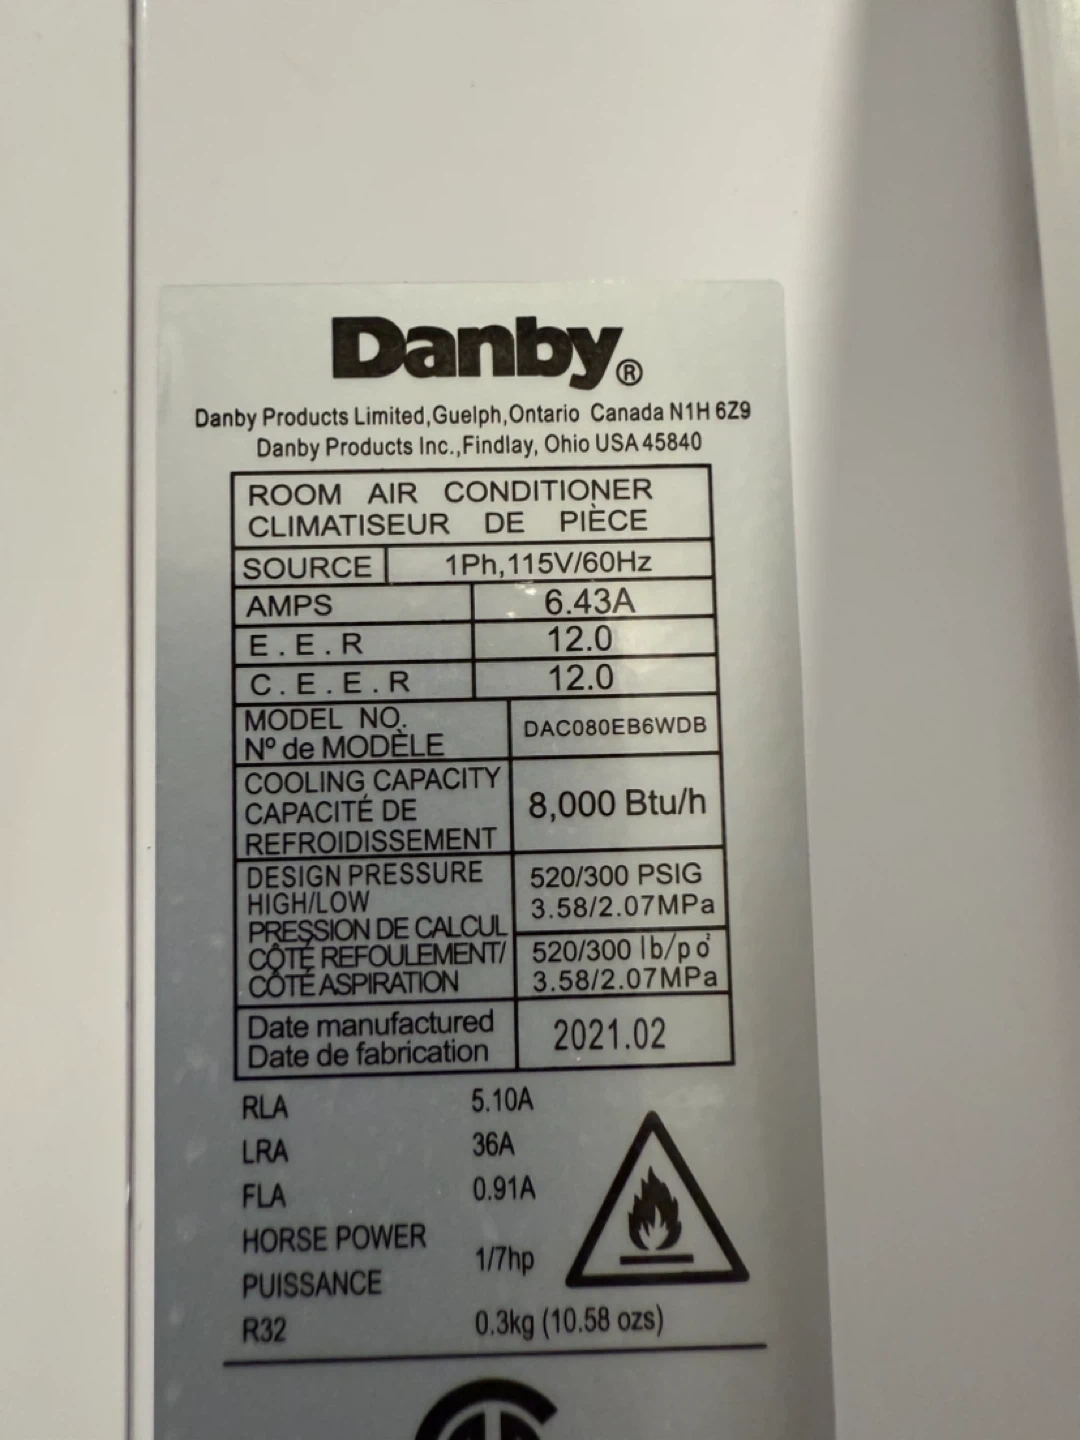 Danby®
Danby Products Limited,Guelph,Ontario Canada N1H 6Z9
Danby Products Inc.,Findlay, Ohio USA 45840
ROOM AIR CONDITIONER
CLIMATISEUR DE PIÈCE
SOURCE 1Ph,115V/60Hz
AMPS 6.43A
E.E.R 12.0
C.E.E.R 12.0
MODEL NO.
Nº de MODÈLE DAC080EB6WDB
COOLING CAPACITY
CAPACITÉ DE
REFROIDISSEMENT 8,000 Btu/h
DESIGN PRESSURE 520/300 PSIG
HIGH/LOW 3.58/2.07MPa
PRESSION DE CALCUL
CÔTÉ REFOULEMENT/ 520/300 lb/po²
CÔTÉ ASPIRATION 3.58/2.07MPa
Date manufactured
Date de fabrication 2021.02
RLA 5.10A
LRA 36A
FLA 0.91A
HORSE POWER
PUISSANCE 1/7hp
R32 0.3kg (10.58 ozs)